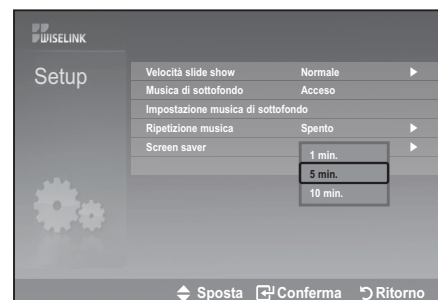 WISELINK
Setup
Velocità slide show Normale
Musica di sottofondo Acceso
Impostazione musica di sottofondo
Ripetizione musica Spento
Screen saver
1 min.
5 min.
10 min.
Sposta Conferma Ritorno